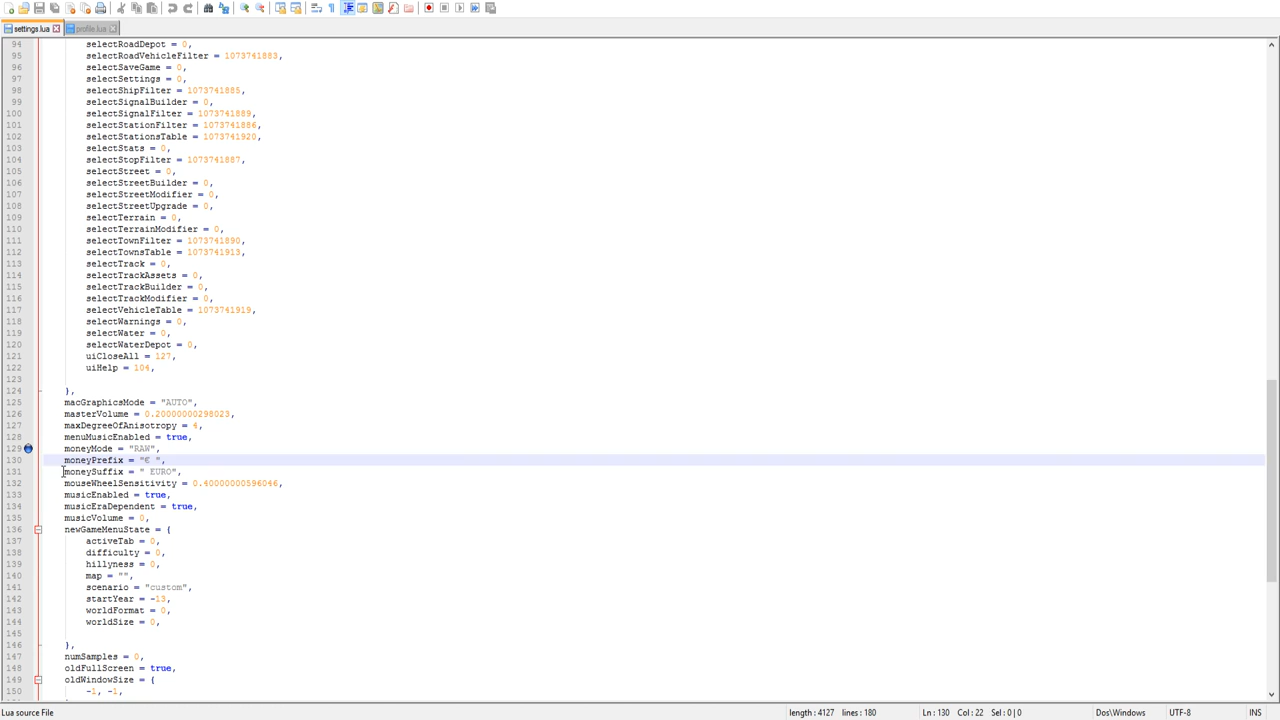 settings.lua profile.lua
94 selectRoadDepot = 0,
95 selectRoadVehicleFilter = 1073741883,
96 selectSaveGame = 0,
97 selectSettings = 0,
98 selectShipFilter = 1073741885,
99 selectSignalBuilder = 0,
100 selectSignalFilter = 1073741889,
101 selectStationFilter = 1073741886,
102 selectStationsTable = 1073741920,
103 selectStats = 0,
104 selectStopFilter = 1073741887,
105 selectStreet = 0,
106 selectStreetBuilder = 0,
107 selectStreetModifier = 0,
108 selectStreetUpgrade = 0,
109 selectTerrain = 0,
110 selectTerrainModifier = 0,
111 selectTownFilter = 1073741890,
112 selectTownsTable = 1073741913,
113 selectTrack = 0,
114 selectTrackAssets = 0,
115 selectTrackBuilder = 0,
116 selectTrackModifier = 0,
117 selectVehicleTable = 1073741919,
118 selectWarnings = 0,
119 selectWater = 0,
120 selectWaterDepot = 0,
121 uiCloseAll = 127,
122 uiHelp = 104,
123
124 },
125 macGraphicsMode = "AUTO",
126 masterVolume = 0.20000000298023,
127 maxDegreeOfAnisotropy = 4,
128 menuMusicEnabled = true,
129 moneyMode = "RAW",
130 moneyPrefix = "€ ",
131 moneySuffix = " EURO",
132 mouseWheelSensitivity = 0.40000000596046,
133 musicEnabled = true,
134 musicEraDependent = true,
135 musicVolume = 0,
136 newGameMenuState = {
137 activeTab = 0,
138 difficulty = 0,
139 hillyness = 0,
140 map = "",
141 scenario = "custom",
142 startYear = -13,
143 worldFormat = 0,
144 worldSize = 0,
145
146 },
147 numSamples = 0,
148 oldFullScreen = true,
149 oldWindowSize = {
150 -1, -1,
Lua source File length : 4127 lines : 180 Ln : 130 Col : 22 Sel : 0 | 0 Dos\Windows UTF-8 INS